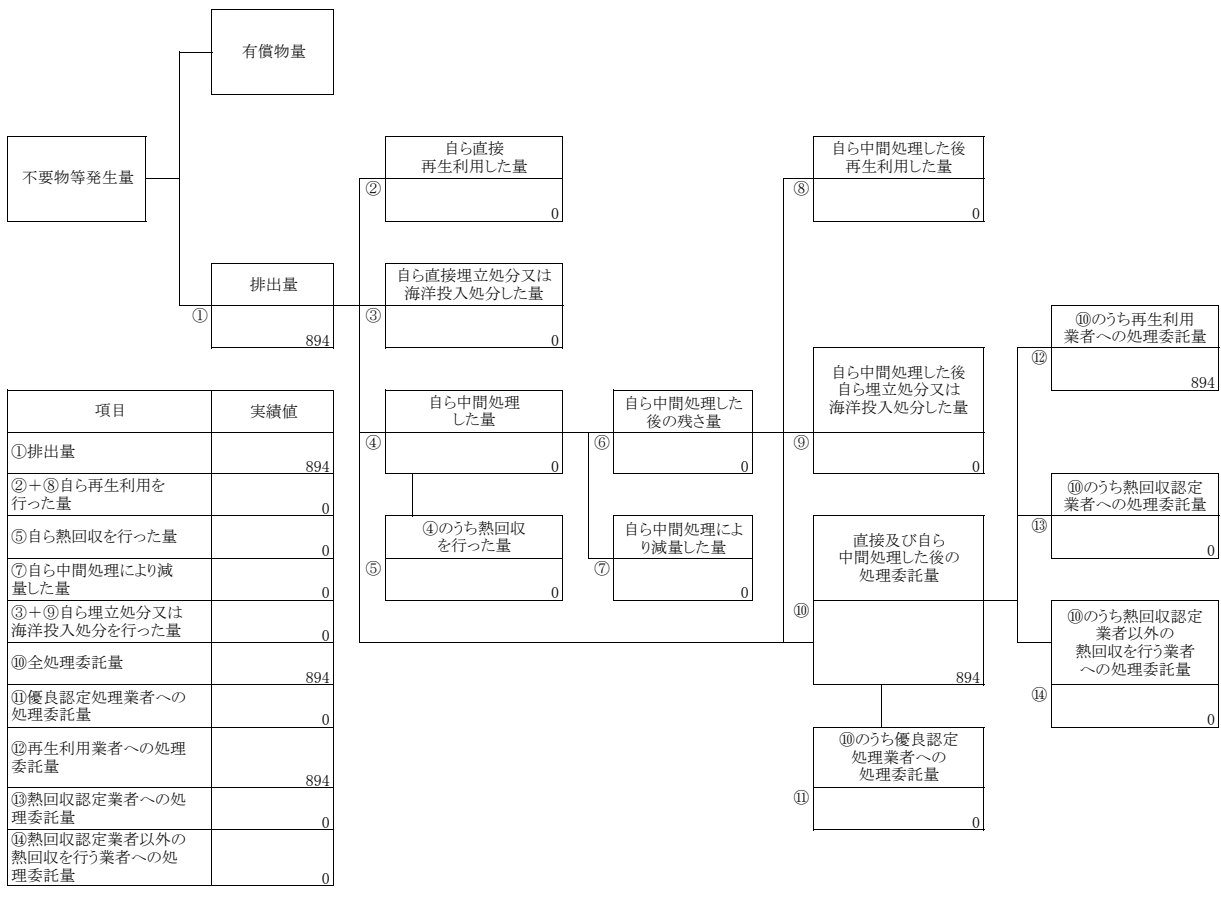 有償物量
不要物等発生量
自ら直接
再生利用した量
②
0
自ら中間処理した後
再生利用した量
⑧
0
排出量
①
894
自ら直接埋立処分又は
海洋投入処分した量
③
0
⑩のうち再生利用
業者への処理委託量
⑫
894
自ら中間処理
した量
④
0
自ら中間処理した
後の残さ量
⑥
0
自ら中間処理した後
自ら埋立処分又は
海洋投入処分した量
⑨
0
⑩のうち熱回収認定
業者への処理委託量
⑬
0
④のうち熱回収
を行った量
⑤
0
自ら中間処理によ
り減量した量
⑦
0
直接及び自ら
中間処理した後の
処理委託量
⑩
894
⑩のうち熱回収認定
業者以外の
熱回収を行う業者
への処理委託量
⑭
0
⑩のうち優良認定
処理業者への
処理委託量
⑪
0
項目 実績値
①排出量
894
②＋⑧自ら再生利用を
行った量
0
⑤自ら熱回収を行った量
0
⑦自ら中間処理により減
量した量
0
③＋⑨自ら埋立処分又は
海洋投入処分を行った量
0
⑩全処理委託量
894
⑪優良認定処理業者への
処理委託量
0
⑫再生利用業者への処理
委託量
894
⑬熱回収認定業者への処
理委託量
0
⑭熱回収認定業者以外の
熱回収を行う業者への処
理委託量
0